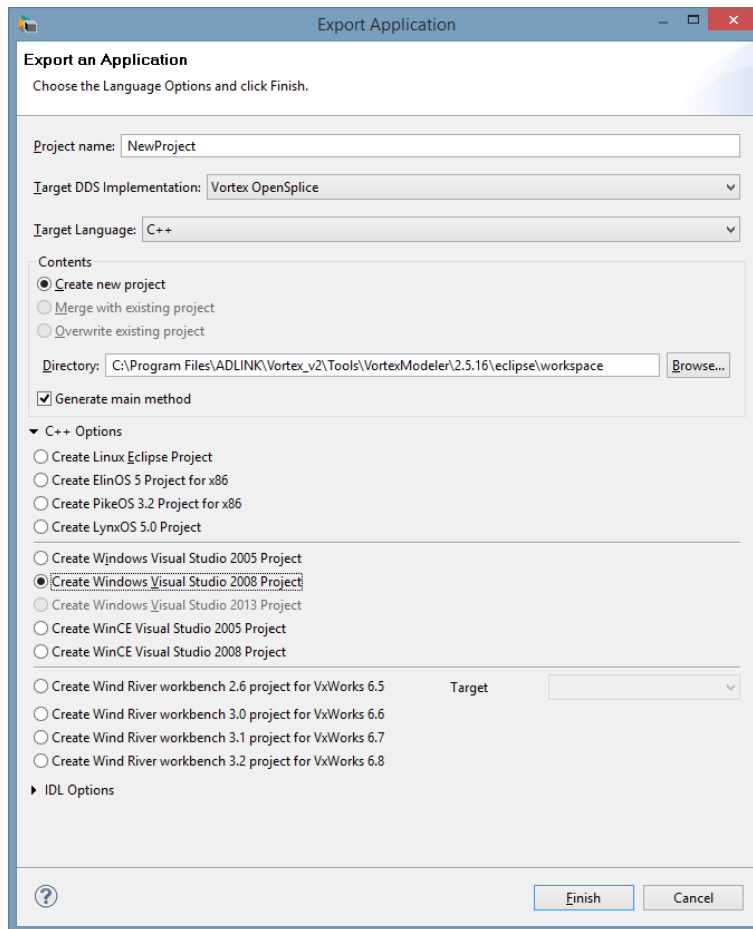 Export Application
Export an Application
Choose the Language Options and click Finish.
Project name: NewProject
Target DDS Implementation: Vortex OpenSplice
Target Language: C++
Contents
Create new project
Merge with existing project
Overwrite existing project
Directory: C:\Program Files\ADLINK\Vortex_v2\Tools\VortexModeler\2.5.16\eclipse\workspace Browse...
Generate main method
C++ Options
Create Linux Eclipse Project
Create ElinOS 5 Project for x86
Create PikeOS 3.2 Project for x86
Create LynxOS 5.0 Project
Create Windows Visual Studio 2005 Project
Create Windows Visual Studio 2008 Project
Create Windows Visual Studio 2013 Project
Create WinCE Visual Studio 2005 Project
Create WinCE Visual Studio 2008 Project
Create Wind River workbench 2.6 project for VxWorks 6.5 Target
Create Wind River workbench 3.0 project for VxWorks 6.6
Create Wind River workbench 3.1 project for VxWorks 6.7
Create Wind River workbench 3.2 project for VxWorks 6.8
IDL Options
? Finish Cancel